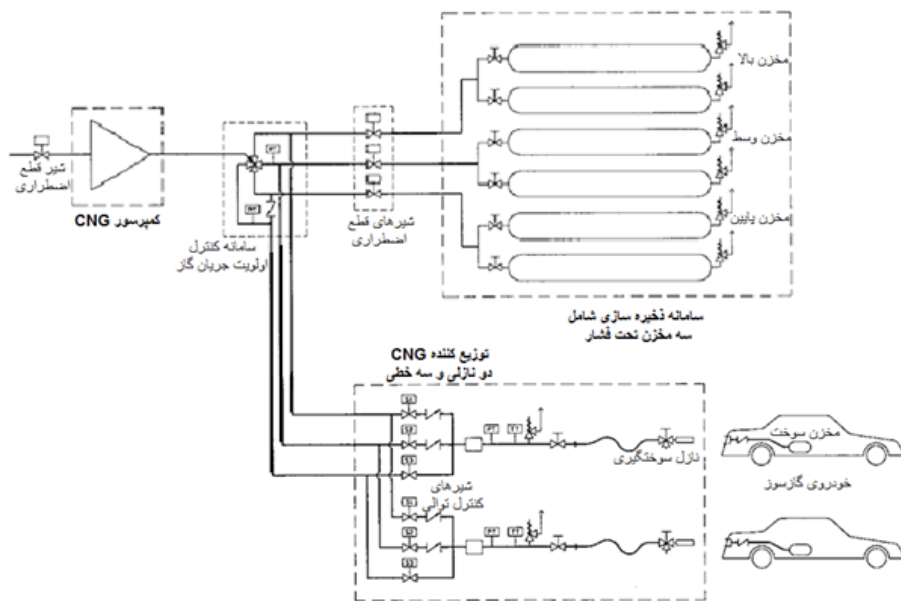 مخزن بالا
مخزن وسط
مخزن پایین
شیر قطع
اضطراری
کمپرسور CNG
سامانه کنترل
اولویت جریان گاز
شیرهای قطع
اضطراری
سامانه ذخیره سازی شامل
سه مخزن تحت فشار
توزیع کننده CNG
دو نازلی و سه خطی
شیرهای
کنترل توالی
نازل سوختگیری
مخزن سوخت
خودروی گازسوز